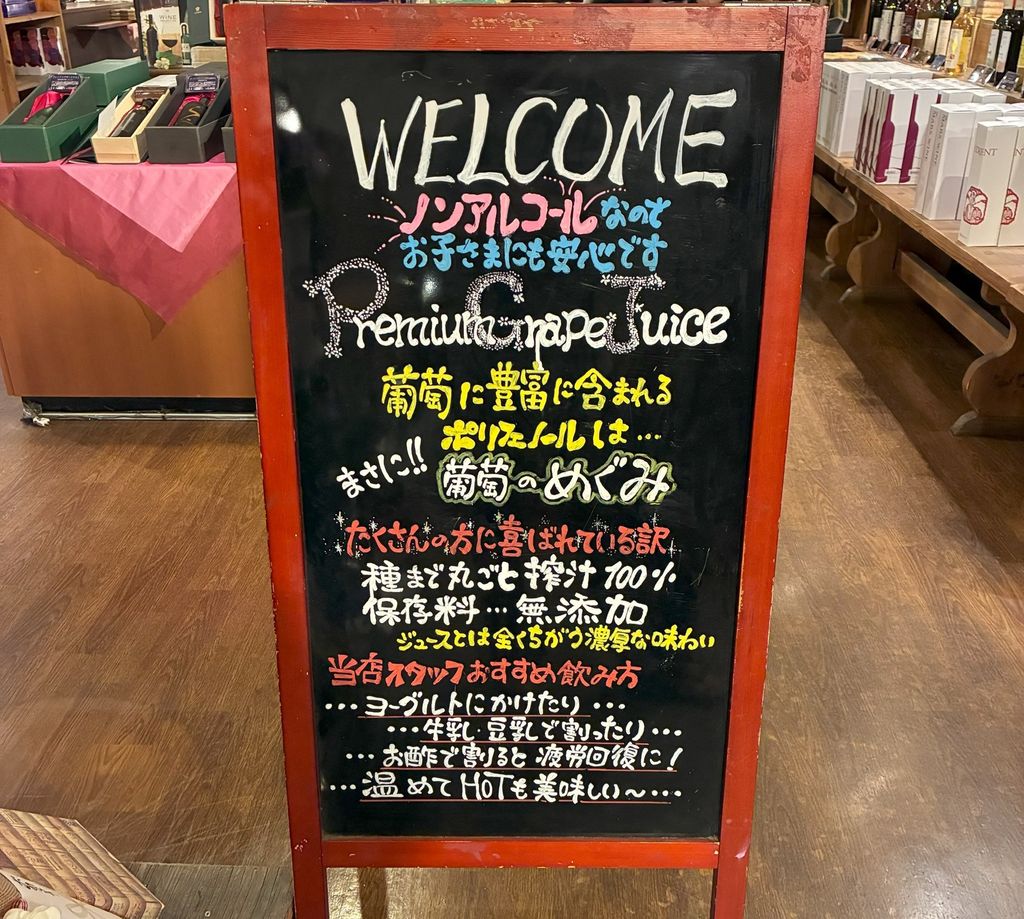 WELCOME
ノンアルコールなので
お子さまにも安心です
Premium Grape Juice
葡萄に豊富に含まれる
ポリフェノールは…
まさに!! 葡萄のめぐみ
たくさんの方に喜ばれている訳
種まで丸ごと搾汁100%
保存料…無添加
ジュースとは全くちがう濃厚な味わい
当店スタッフおすすめ飲み方
…ヨーグルトにかけたり…
…牛乳・豆乳で割ったり…
…お酢で割ると疲労回復に!
…温めてHOTも美味しい〜…
WINE